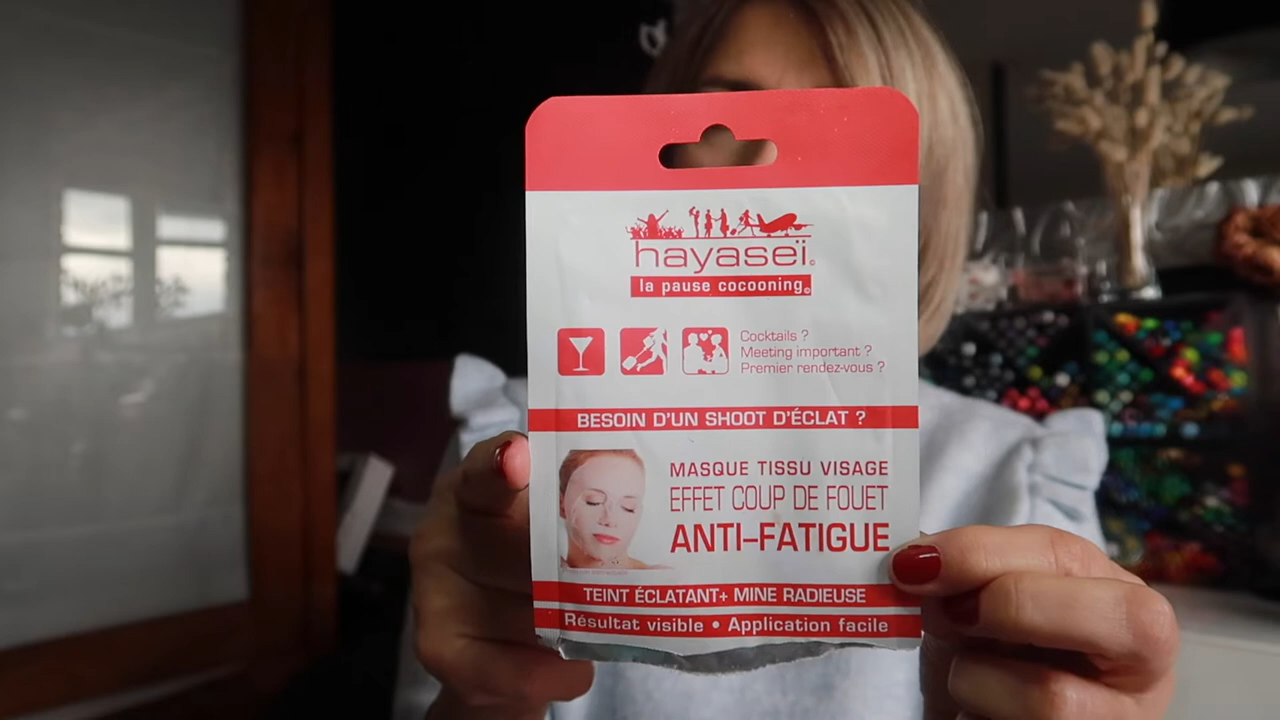 hayaseï
la pause cocooning
Cocktails ?
Meeting important ?
Premier rendez-vous ?
BESOIN D'UN SHOOT D'ÉCLAT ?
MASQUE TISSU VISAGE
EFFET COUP DE FOUET
ANTI-FATIGUE
TEINT ÉCLATANT+ MINE RADIEUSE
Résultat visible • Application facile